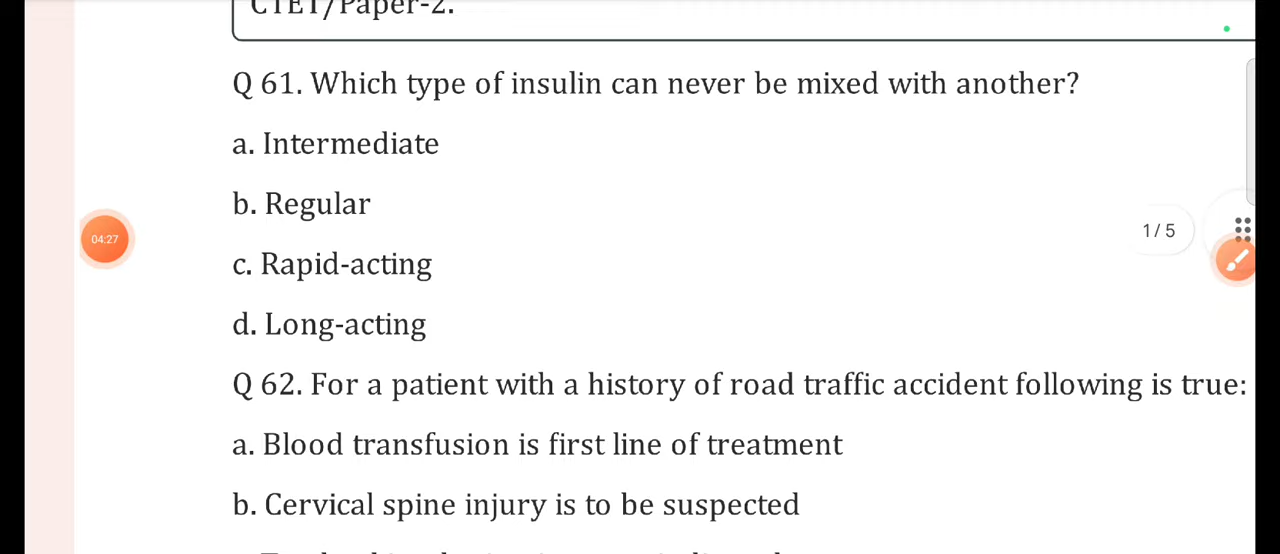 CTET/Paper-2.
Q 61. Which type of insulin can never be mixed with another?
a. Intermediate
b. Regular
04:27
1 / 5
c. Rapid-acting
d. Long-acting
Q 62. For a patient with a history of road traffic accident following is true:
a. Blood transfusion is first line of treatment
b. Cervical spine injury is to be suspected